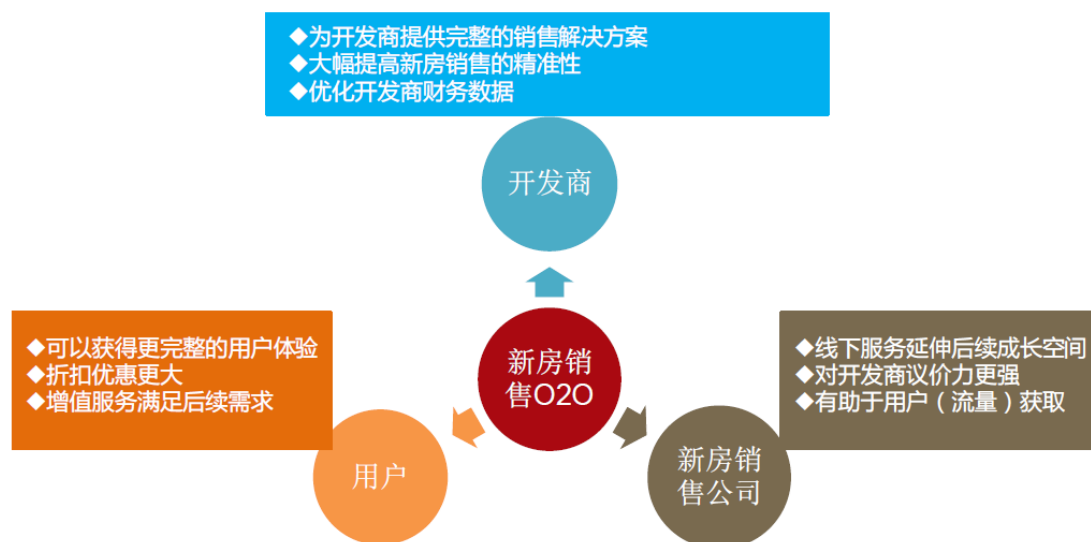 ◆为开发商提供完整的销售解决方案
◆大幅提高新房销售的精准性
◆优化开发商财务数据
开发商
◆可以获得更完整的用户体验
◆折扣优惠更大
◆增值服务满足后续需求
新房销
售O2O
◆线下服务延伸后续成长空间
◆对开发商议价力更强
◆有助于用户（流量）获取
用户
新房销
售公司